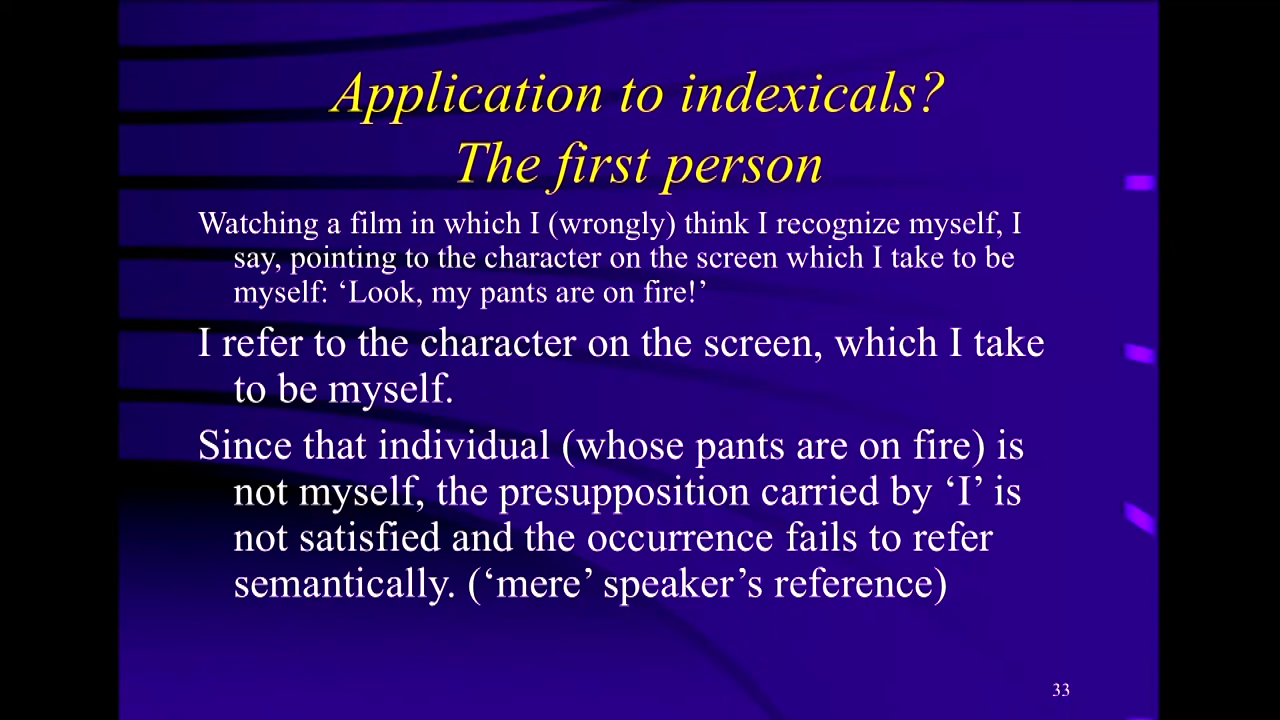 Application to indexicals?
The first person
Watching a film in which I (wrongly) think I recognize myself, I
say, pointing to the character on the screen which I take to be
myself: ‘Look, my pants are on fire!’
I refer to the character on the screen, which I take
to be myself.
Since that individual (whose pants are on fire) is
not myself, the presupposition carried by ‘I’ is
not satisfied and the occurrence fails to refer
semantically. (‘mere’ speaker’s reference)
33